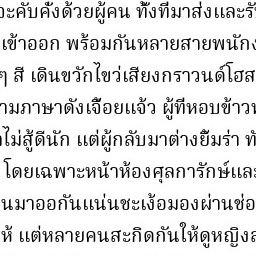 จะคับคั่งด้วยผู้คน ทั้งที่มาส่งและรั
เข้าออก พร้อมกันหลายสายพนัก
ๆ สี เดินขวักไขว่เสียงกราวนด์โฮส
ามภาษาดังเจื้อยแจ้ว ผู้ที่หอบข้าว
ไม่สู้ดีนัก แต่ผู้กลับมาต่างยิ้มร่า ทั
โดยเฉพาะหน้าห้องศุลการักษ์แล
นมาออกันแน่นชะเง้อมองผ่านช่อ
ห้ แต่หลายคนสะกิดกันให้ดูหญิงส